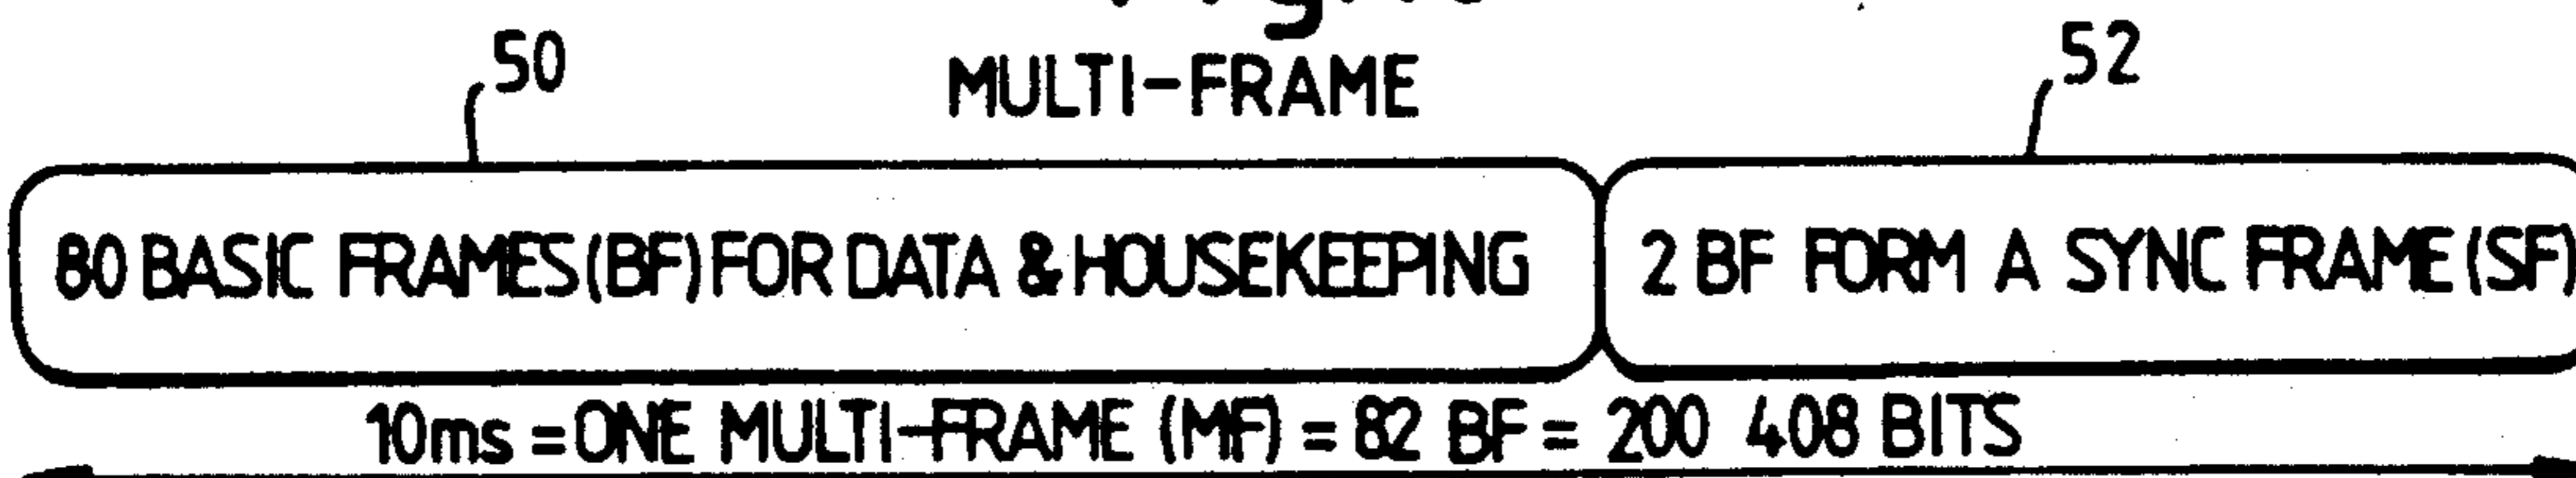 50
52
MULTI-FRAME
80 BASIC FRAMES (BF) FOR DATA & HOUSEKEEPING
2 BF FORM A SYNC FRAME (SF)
10ms = ONE MULTI-FRAME (MF) = 82 BF = 200 408 BITS